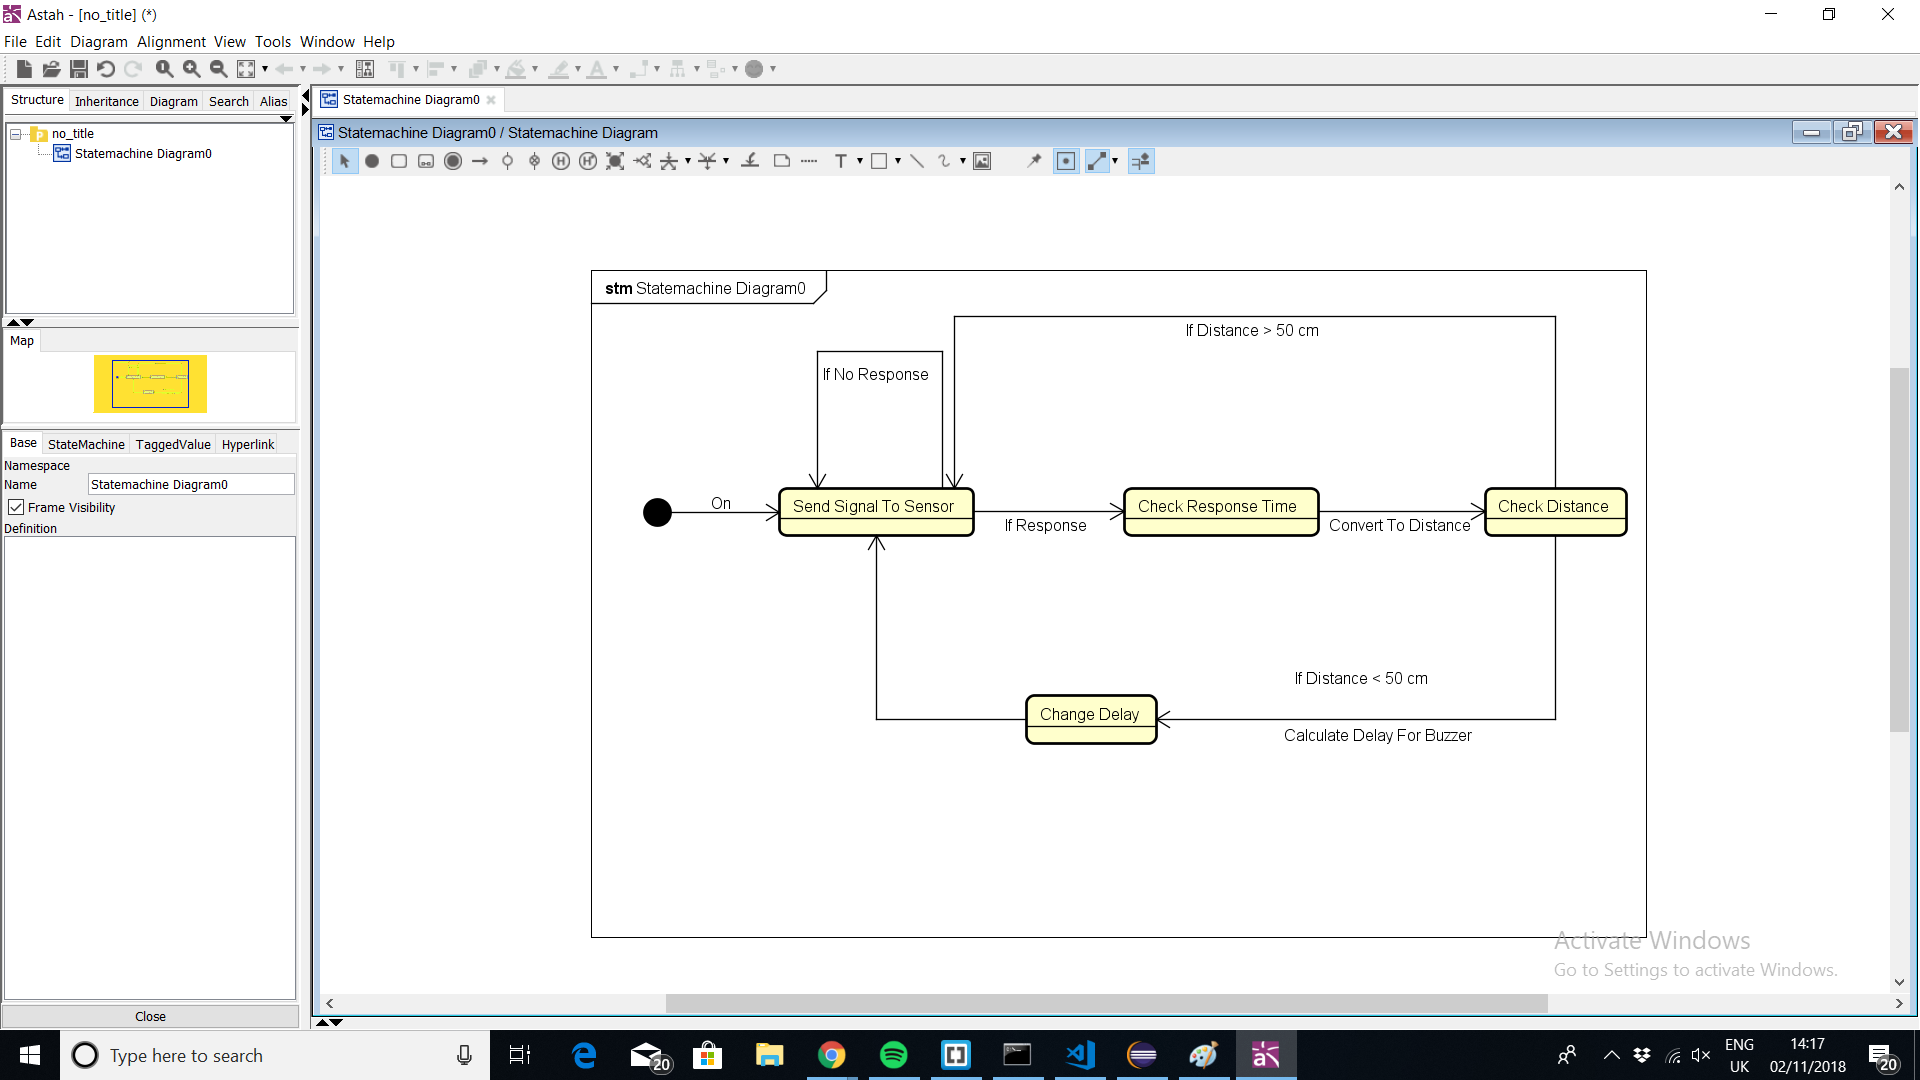 Astah - [no_title] (*)
File Edit Diagram Alignment View Tools Window Help
Structure Inheritance Diagram Search Alias
no_title
Statemachine Diagram0
Map
Base StateMachine TaggedValue Hyperlink
Namespace
Name Statemachine Diagram0
Frame Visibility
Definition
Close
Statemachine Diagram0
Statemachine Diagram0 / Statemachine Diagram
stm Statemachine Diagram0
If Distance > 50 cm
If No Response
On
Send Signal To Sensor
If Response
Check Response Time
Convert To Distance
Check Distance
If Distance < 50 cm
Change Delay
Calculate Delay For Buzzer
Activate Windows
Go to Settings to activate Windows.
Type here to search
20
ENG
UK
14:17
02/11/2018
20